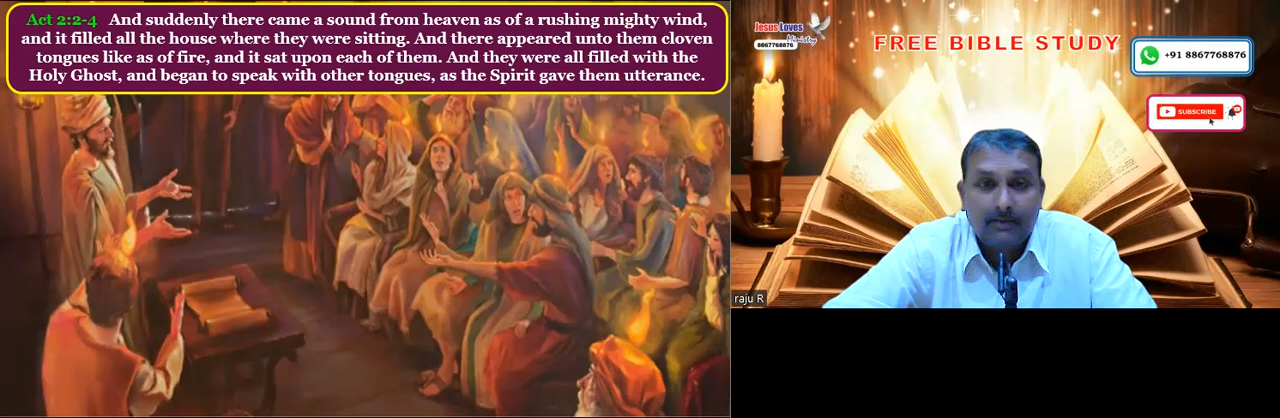 Act 2:2-4 And suddenly there came a sound from heaven as of a rushing mighty wind,
and it filled all the house where they were sitting. And there appeared unto them cloven
tongues like as of fire, and it sat upon each of them. And they were all filled with the
Holy Ghost, and began to speak with other tongues, as the Spirit gave them utterance.
Jesus Loves
Ministry
8867768876
FREE BIBLE STUDY
+91 8867768876
SUBSCRIBE
raju R